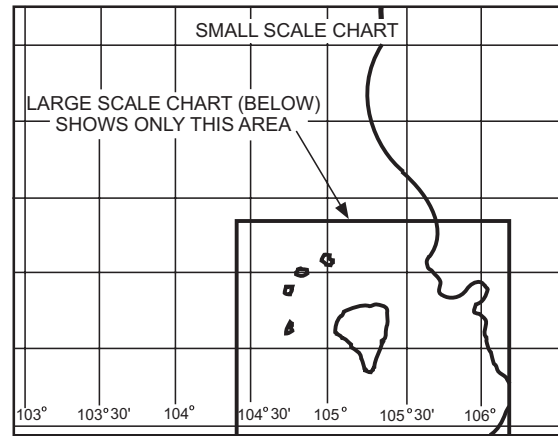 SMALL SCALE CHART
LARGE SCALE CHART (BELOW)
SHOWS ONLY THIS AREA
103° 103° 30' 104° 104° 30' 105° 105° 30' 106°